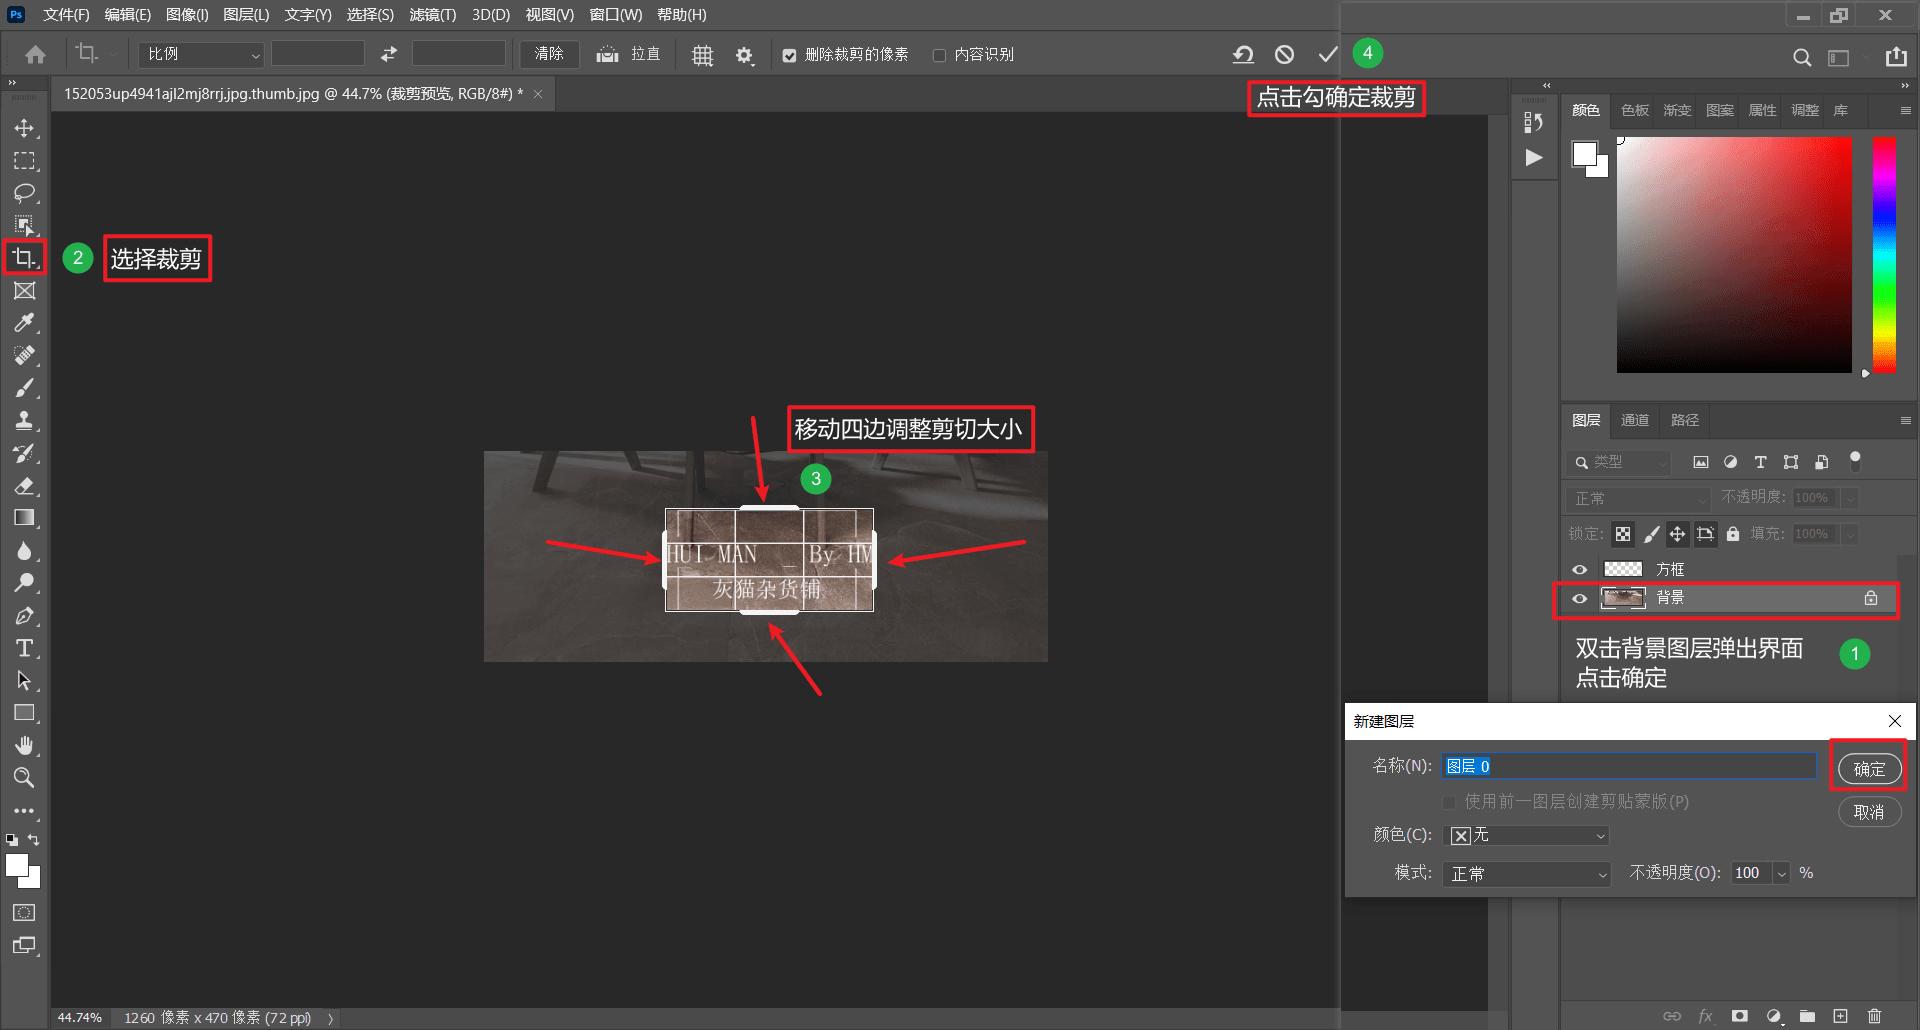 Ps 文件(F) 编辑(E) 图像(I) 图层(L) 文字(Y) 选择(S) 滤镜(T) 3D(D) 视图(V) 窗口(W) 帮助(H)
比例 清除 拉直 删除裁剪的像素 内容识别 4
152053up4941ajl2mj8rrj.jpg.thumb.jpg @ 44.7% (裁剪预览, RGB/8#) * ×
点击勾确定裁剪
颜色 色板 渐变 图案 属性 调整 库
2 选择裁剪
移动四边调整剪切大小
3
HUI-MAN _ By HM
灰猫杂货铺
图层 通道 路径
类型
正常 不透明度: 100%
锁定: 填充: 100%
方框
背景
双击背景图层弹出界面 1
点击确定
新建图层
名称(N): 图层 0 确定
使用前一图层创建剪贴蒙版(P)
取消
颜色(C): 无
模式: 正常 不透明度(O): 100 %
fx
44.74% 1260 像素 x 470 像素 (72 ppi)